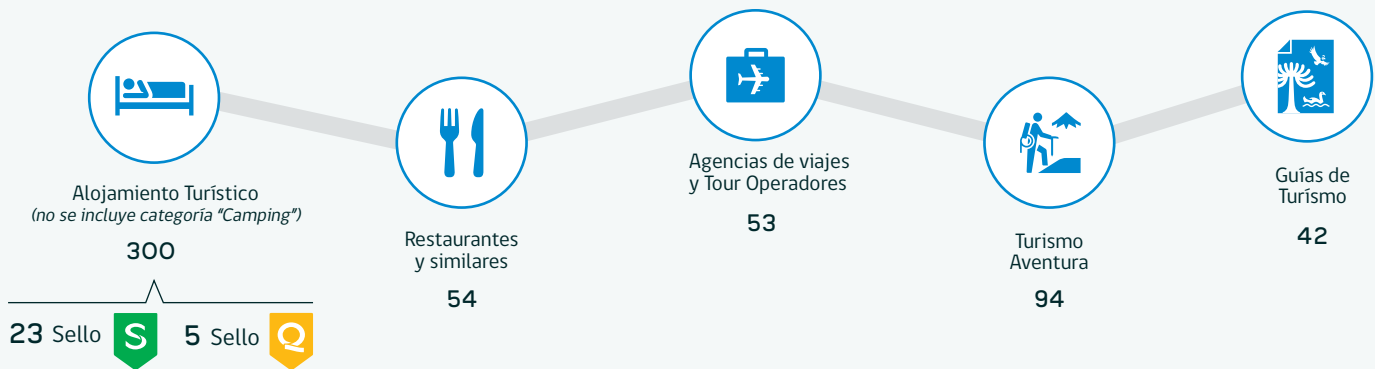 Alojamiento Turístico
(no se incluye categoría "Camping")
300
23 Sello S 5 Sello Q
Restaurantes
y similares
54
Agencias de viajes
y Tour Operadores
53
Turismo
Aventura
94
Guías de
Turísmo
42